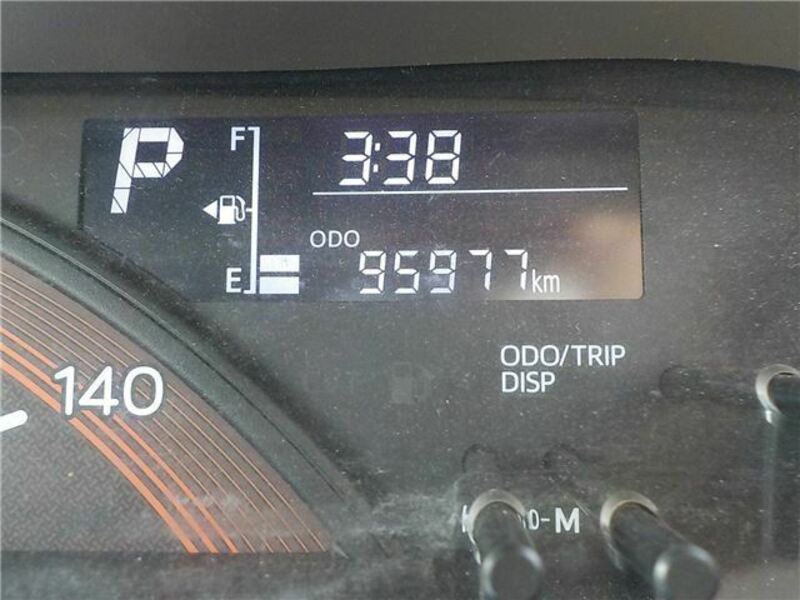 P
F
3:38
ODO
E
95977km
ODO/TRIP
DISP
140
-M